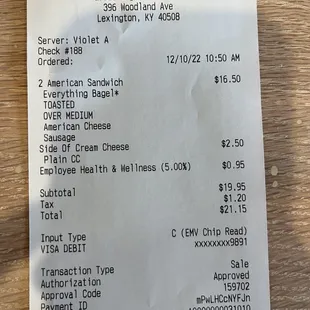 396 Woodland Ave
Lexington, KY 40508
Server: Violet A
Check #188
Ordered: 12/10/22 10:50 AM
2 American Sandwich $16.50
Everything Bagel*
TOASTED
OVER MEDIUM
American Cheese
Sausage
Side Of Cream Cheese $2.50
Plain CC
Employee Health & Wellness (5.00%) $0.95
Subtotal $19.95
Tax $1.20
Total $21.15
Input Type C (EMV Chip Read)
VISA DEBIT xxxxxxxx9891
Transaction Type Sale
Authorization Approved
Approval Code 159702
Payment ID mPwLHCcNYFJn